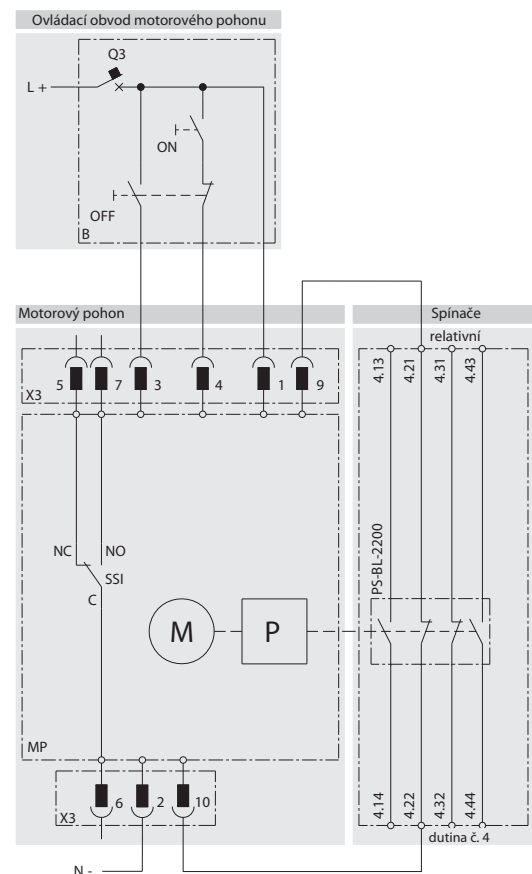 Ovládací obvod motorového pohonu
Q3
L +
ON
OFF
B
Motorový pohon
Spínače
relativní
5
7
3
4
1
9
X3
4.13
4.21
4.31
4.43
NC
NO
SSI
C
PS-BL-2200
M
P
MP
6
2
10
X3
4.14
4.22
4.32
4.44
dutina č. 4
N -